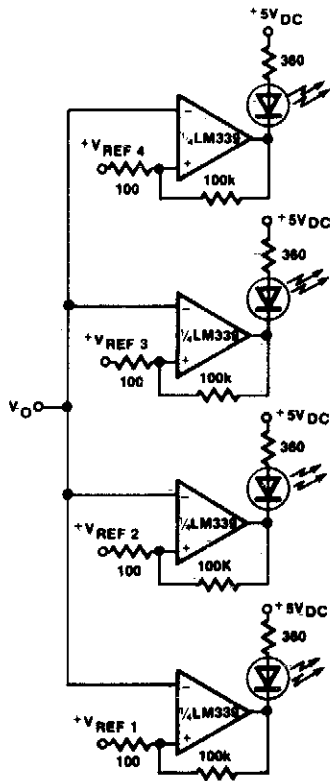 +5VDC
360
-
¼LM339
+VREF 4
+
100
100k
+5VDC
360
-
¼LM339
+VREF 3
+
100
100k
VO
+5VDC
360
-
¼LM339
+VREF 2
+
100
100K
+5VDC
360
-
¼LM339
+VREF 1
+
100
100k